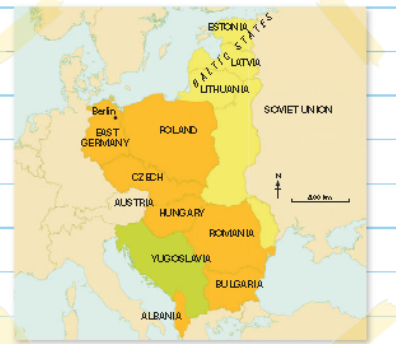 ESTONIA
BALTIC STATES
LATVIA
LITHUANIA
SOVIET UNION
Berlin
EAST
GERMANY
POLAND
N
400 km
CZECH
AUSTRIA
HUNGARY
ROMANIA
YUGOSLAVIA
BULGARIA
ALBANIA